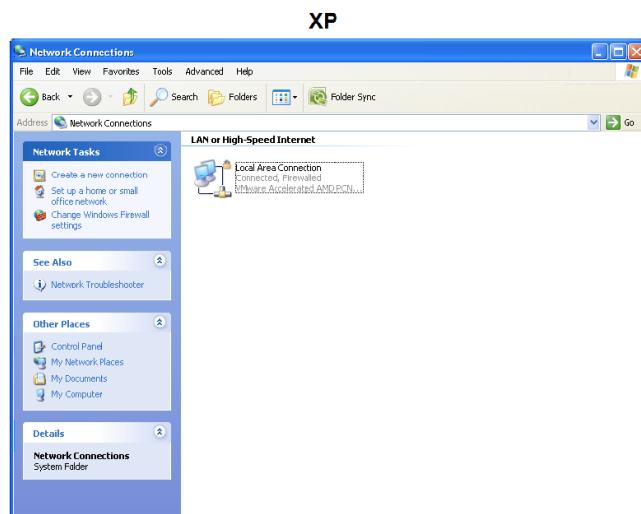 XP
Network Connections
File Edit View Favorites Tools Advanced Help
Back Search Folders Folder Sync
Address Network Connections Go
Network Tasks
Create a new connection
Set up a home or small
office network
Change Windows Firewall
settings
See Also
Network Troubleshooter
Other Places
Control Panel
My Network Places
My Documents
My Computer
Details
Network Connections
System Folder
LAN or High-Speed Internet
Local Area Connection
Connected, Firewalled
VMware Accelerated AMD PCN...